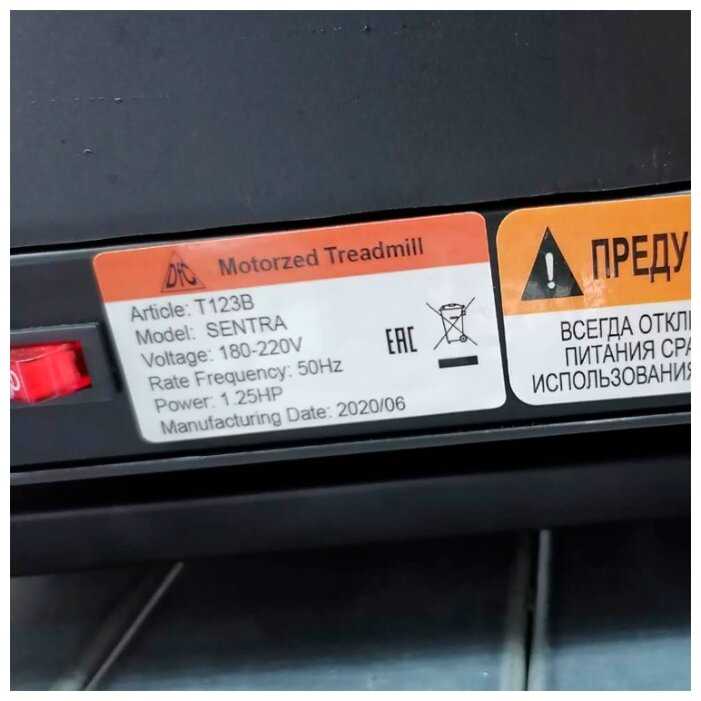 DFC Motorzed Treadmill
Article: T123B
Model: SENTRA
Voltage: 180-220V
Rate Frequency: 50Hz
Power: 1.25HP
Manufacturing Date: 2020/06
EAC
ПРЕДУ
ВСЕГДА ОТКЛ
ПИТАНИЯ СРА
ИСПОЛЬЗОВАНИЯ